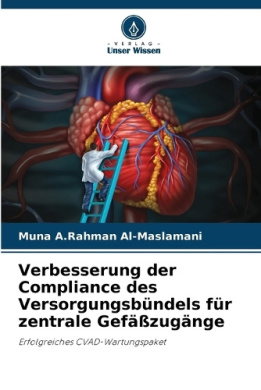 - VERLAG -
Unser Wissen
Muna A.Rahman Al-Maslamani
Verbesserung der
Compliance des
Versorgungsbündels für
zentrale Gefäßzugänge
Erfolgreiches CVAD-Wartungspaket